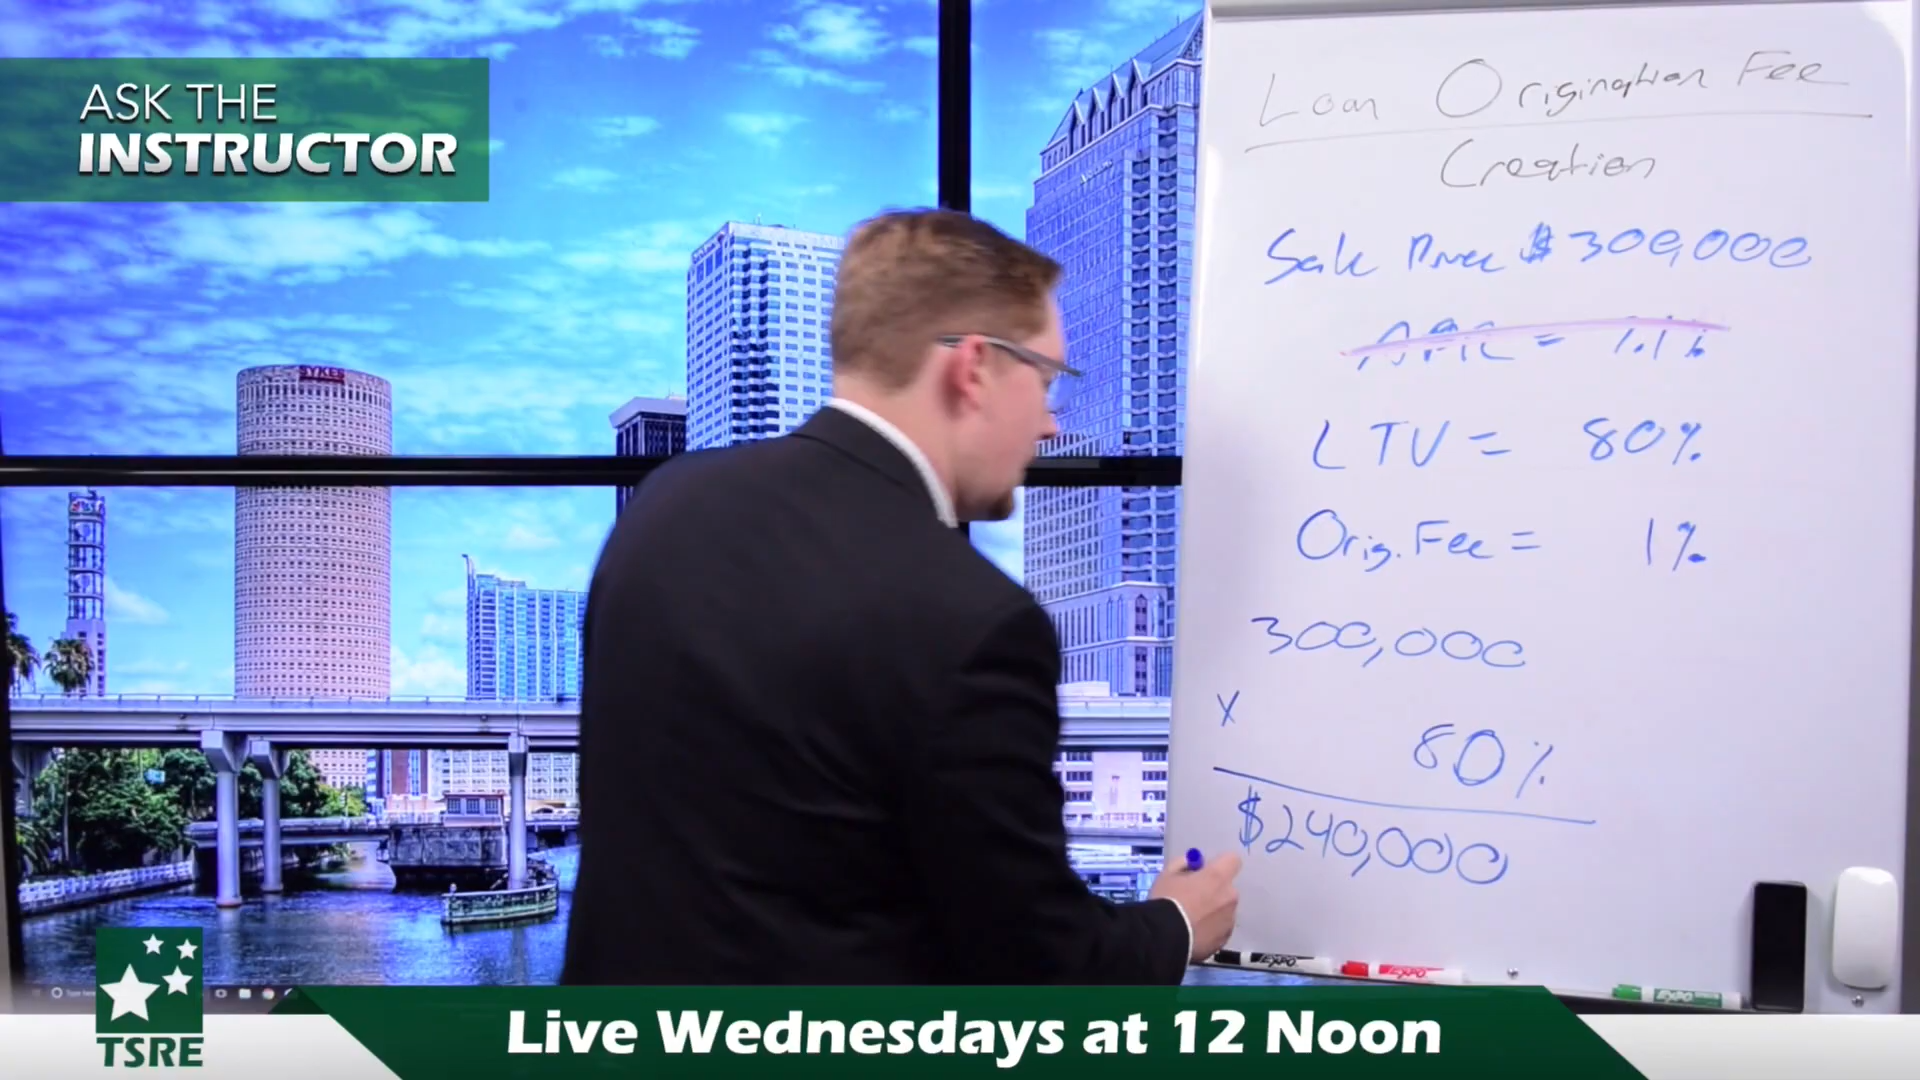 ASK THE
INSTRUCTOR
Loan Origination Fee
Creation
Sale Price $300,000
LTV = 80%
Orig. Fee = 1%
300,000
X
80%
$240,000
SYKES
EXPO
EXPO
EXPO
Live Wednesdays at 12 Noon
TSRE